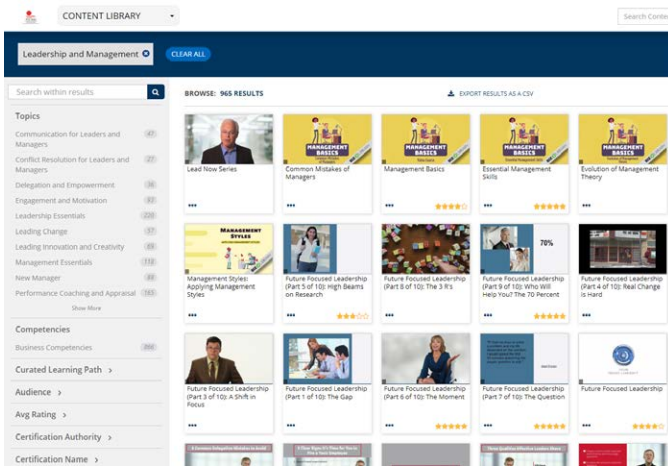 CONTENT LIBRARY
Search Conte
Leadership and Management
CLEAR ALL
Search within results
BROWSE: 965 RESULTS
EXPORT RESULTS AS A CSV
Topics
Communication for Leaders and
Managers
47
Conflict Resolution for Leaders and
Managers
27
Delegation and Empowerment
Engagement and Motivation
Leadership Essentials
220
Leading Change
Leading Innovation and Creativity
Management Essentials
New Manager
Performance Coaching and Appraisal
Show More
Competencies
Business Competencies
Curated Learning Path
Audience
Avg Rating
Certification Authority
Certification Name
Lead Now Series
MANAGEMENT
BASICS
Common Mistakes of
Managers
MANAGEMENT
BASICS
Management Basics
MANAGEMENT
BASICS
Essential Management
Skills
MANAGEMENT
BASICS
Evolution of Management
Theory
MANAGEMENT
STYLES
Management Styles:
Applying Management
Styles
Future Focused Leadership
(Part 5 of 10): High Beams
on Research
Future Focused Leadership
(Part 8 of 10): The 3 R's
70%
Future Focused Leadership
(Part 9 of 10): Who Will
Help You? The 70 Percent
Future Focused Leadership
(Part 4 of 10): Real Change
is Hard
Future Focused Leadership
(Part 3 of 10): A Shift in
Focus
Future Focused Leadership
(Part 1 of 10): The Gap
Future Focused Leadership
(Part 6 of 10): The Moment
Future Focused Leadership
(Part 7 of 10): The Question
Future Focused Leadership